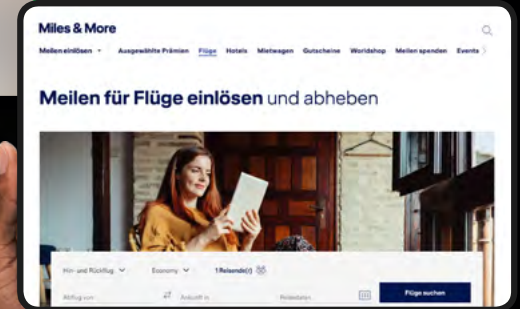 Miles & More
Meilen einlösen Ausgewählte Prämien Flüge Hotels Mietwagen Gutscheine Worldshop Meilen spenden Events
Meilen für Flüge einlösen und abheben
Hin- und Rückflug Economy 1 Reisende(r)
Abflug von Ankunft in Reisedaten Flüge suchen